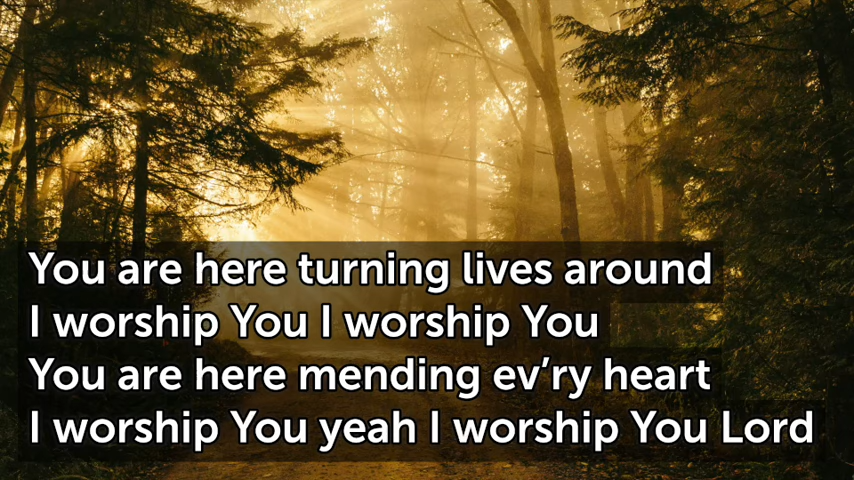 You are here turning lives around
I worship You I worship You
You are here mending ev’ry heart
I worship You yeah I worship You Lord